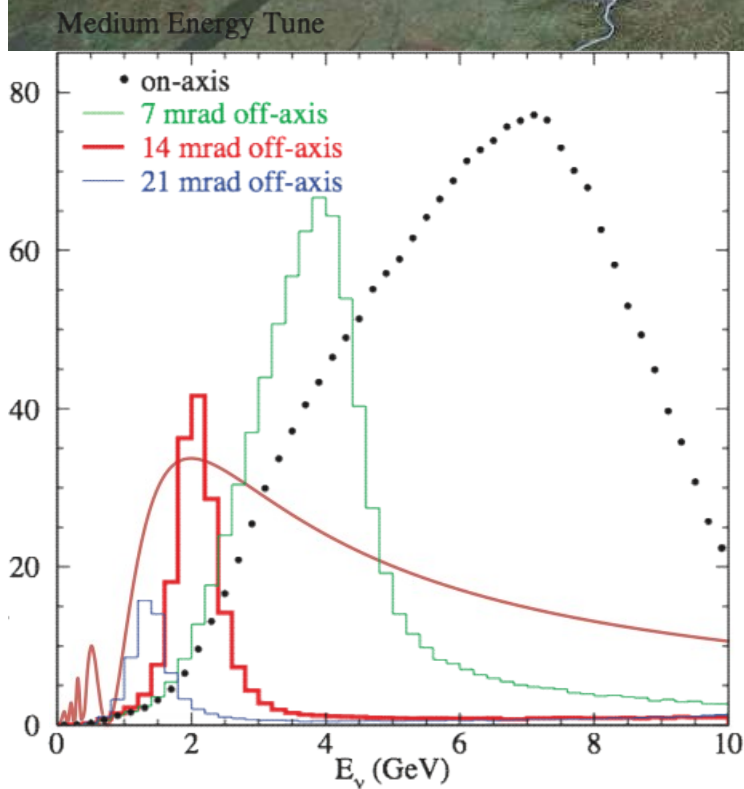 Medium Energy Tune
on-axis
7 mrad off-axis
14 mrad off-axis
21 mrad off-axis
80
60
40
20
0
0 2 4 6 8 10
E_ν (GeV)